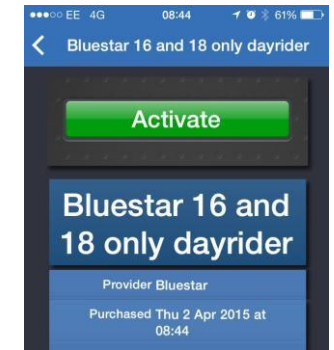 EE 4G 08:44 61%
Bluestar 16 and 18 only dayrider
Activate
Bluestar 16 and
18 only dayrider
Provider Bluestar
Purchased Thu 2 Apr 2015 at
08:44